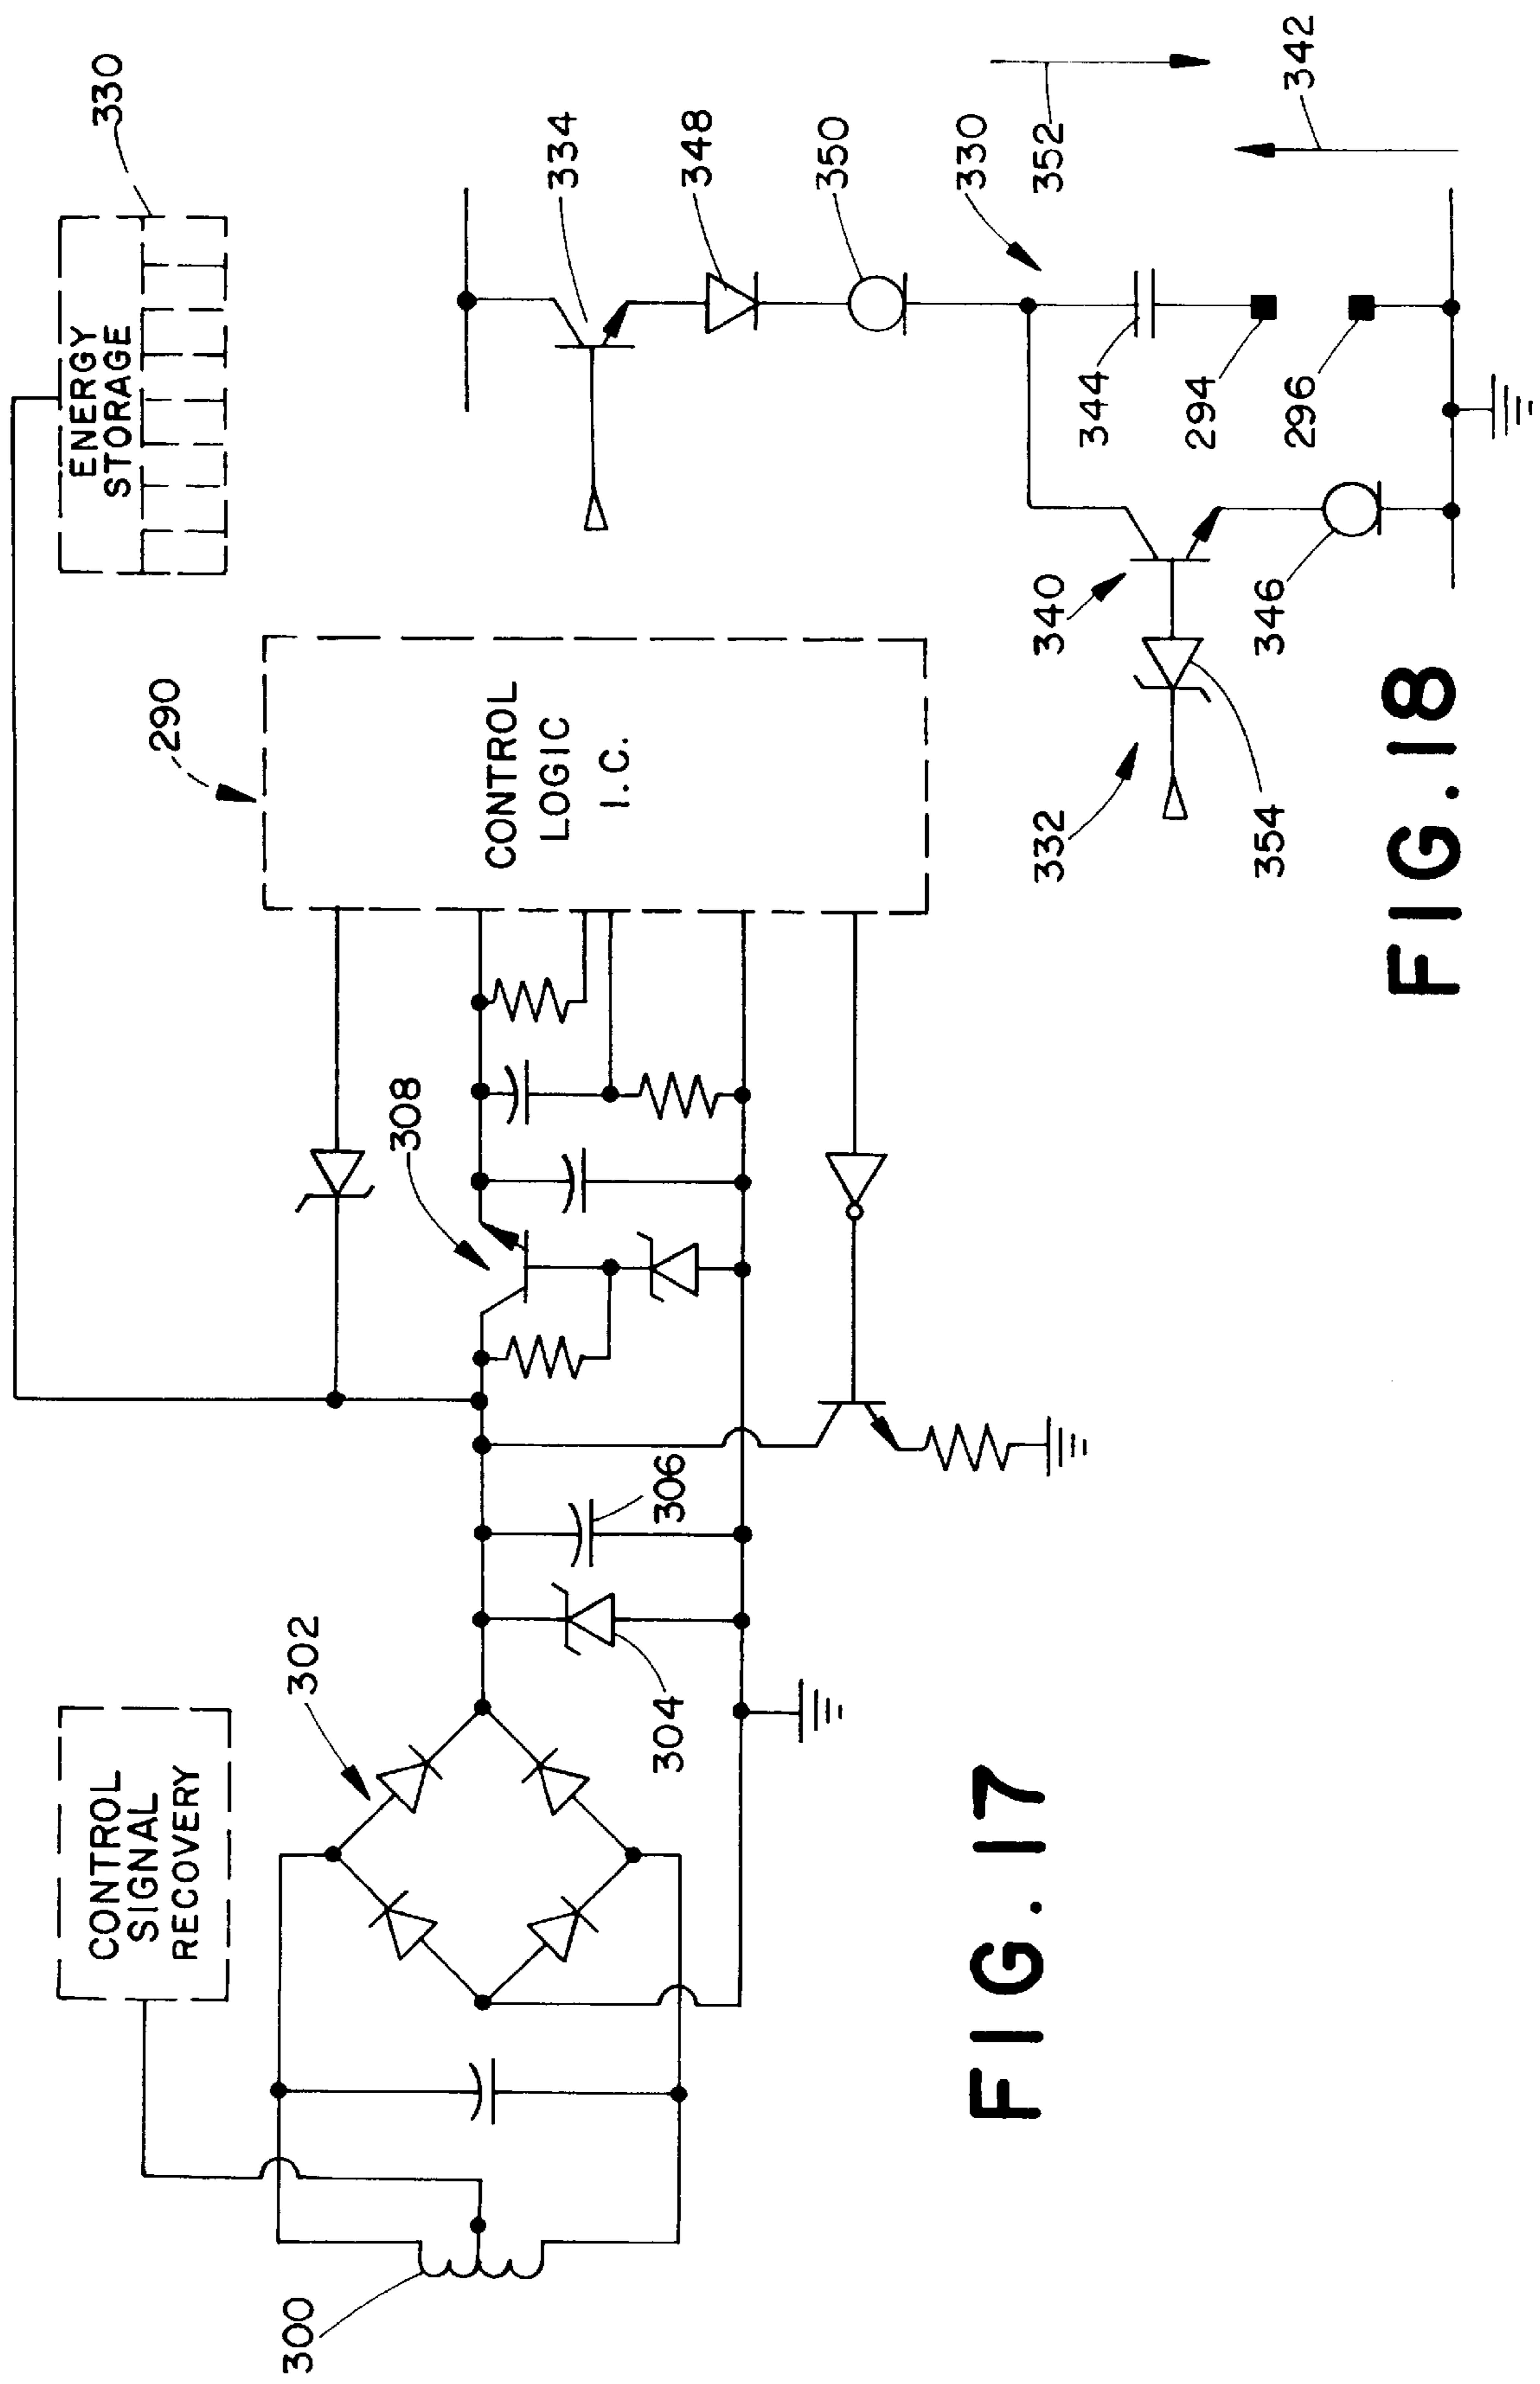 330
ENERGY
STORAGE
290
CONTROL
LOGIC
I.C.
308
306
304
302
CONTROL
SIGNAL
RECOVERY
300
FIG. 17
334
348
350
330
352
342
344
294
296
340
346
332
354
FIG. 18